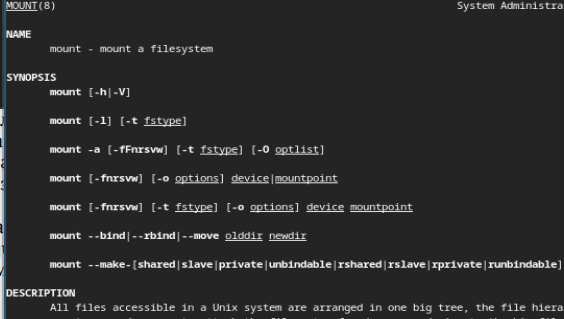 MOUNT(8) System Administra
NAME
mount - mount a filesystem
SYNOPSIS
mount [-h|-V]
mount [-l] [-t fstype]
mount -a [-fFnrsvw] [-t fstype] [-O optlist]
mount [-fnrsvw] [-o options] device|mountpoint
mount [-fnrsvw] [-t fstype] [-o options] device mountpoint
mount --bind|--rbind|--move olddir newdir
mount --make-[shared|slave|private|unbindable|rshared|rslave|rprivate|runbindable]
DESCRIPTION
All files accessible in a Unix system are arranged in one big tree, the file hiera